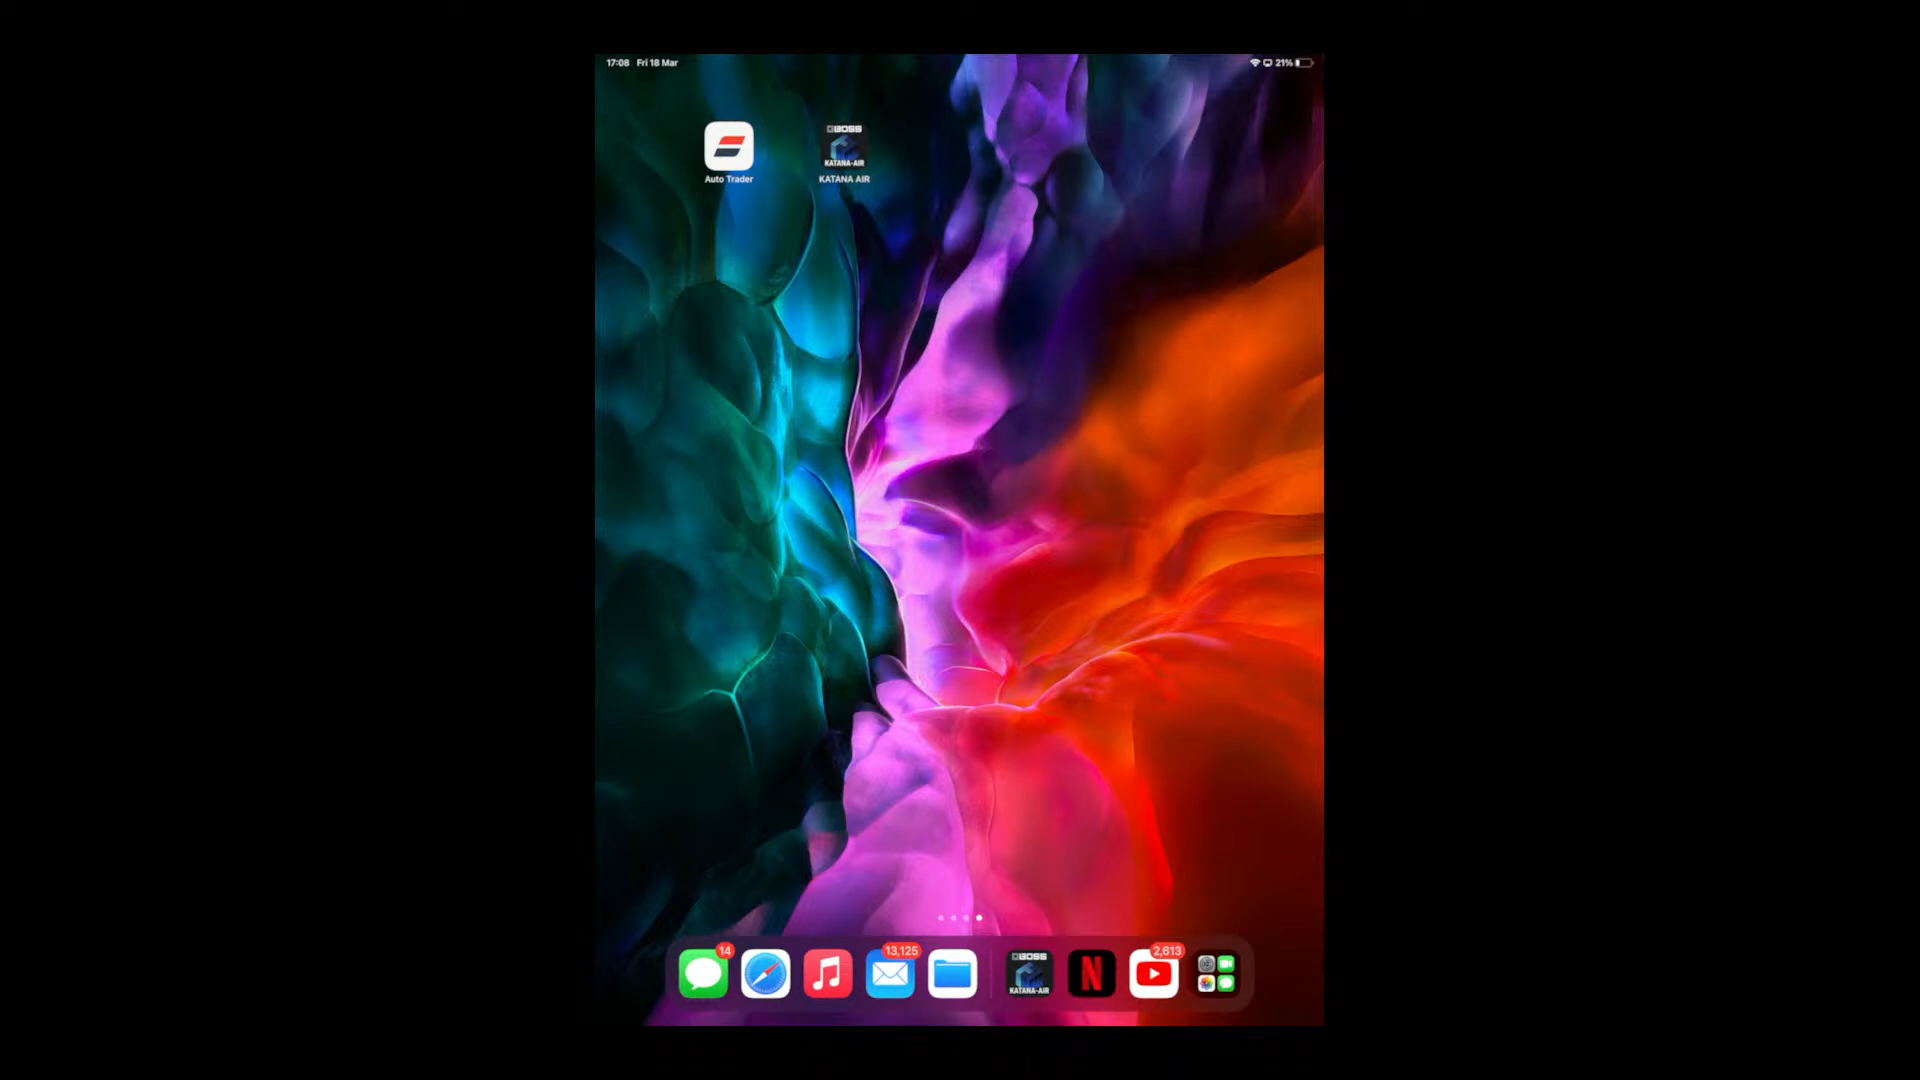 17:08 Fri 18 Mar
21%
BOSS
KATANA-AIR
Auto Trader
KATANA AIR
14
13,125
BOSS
KATANA-AIR
N
2,613